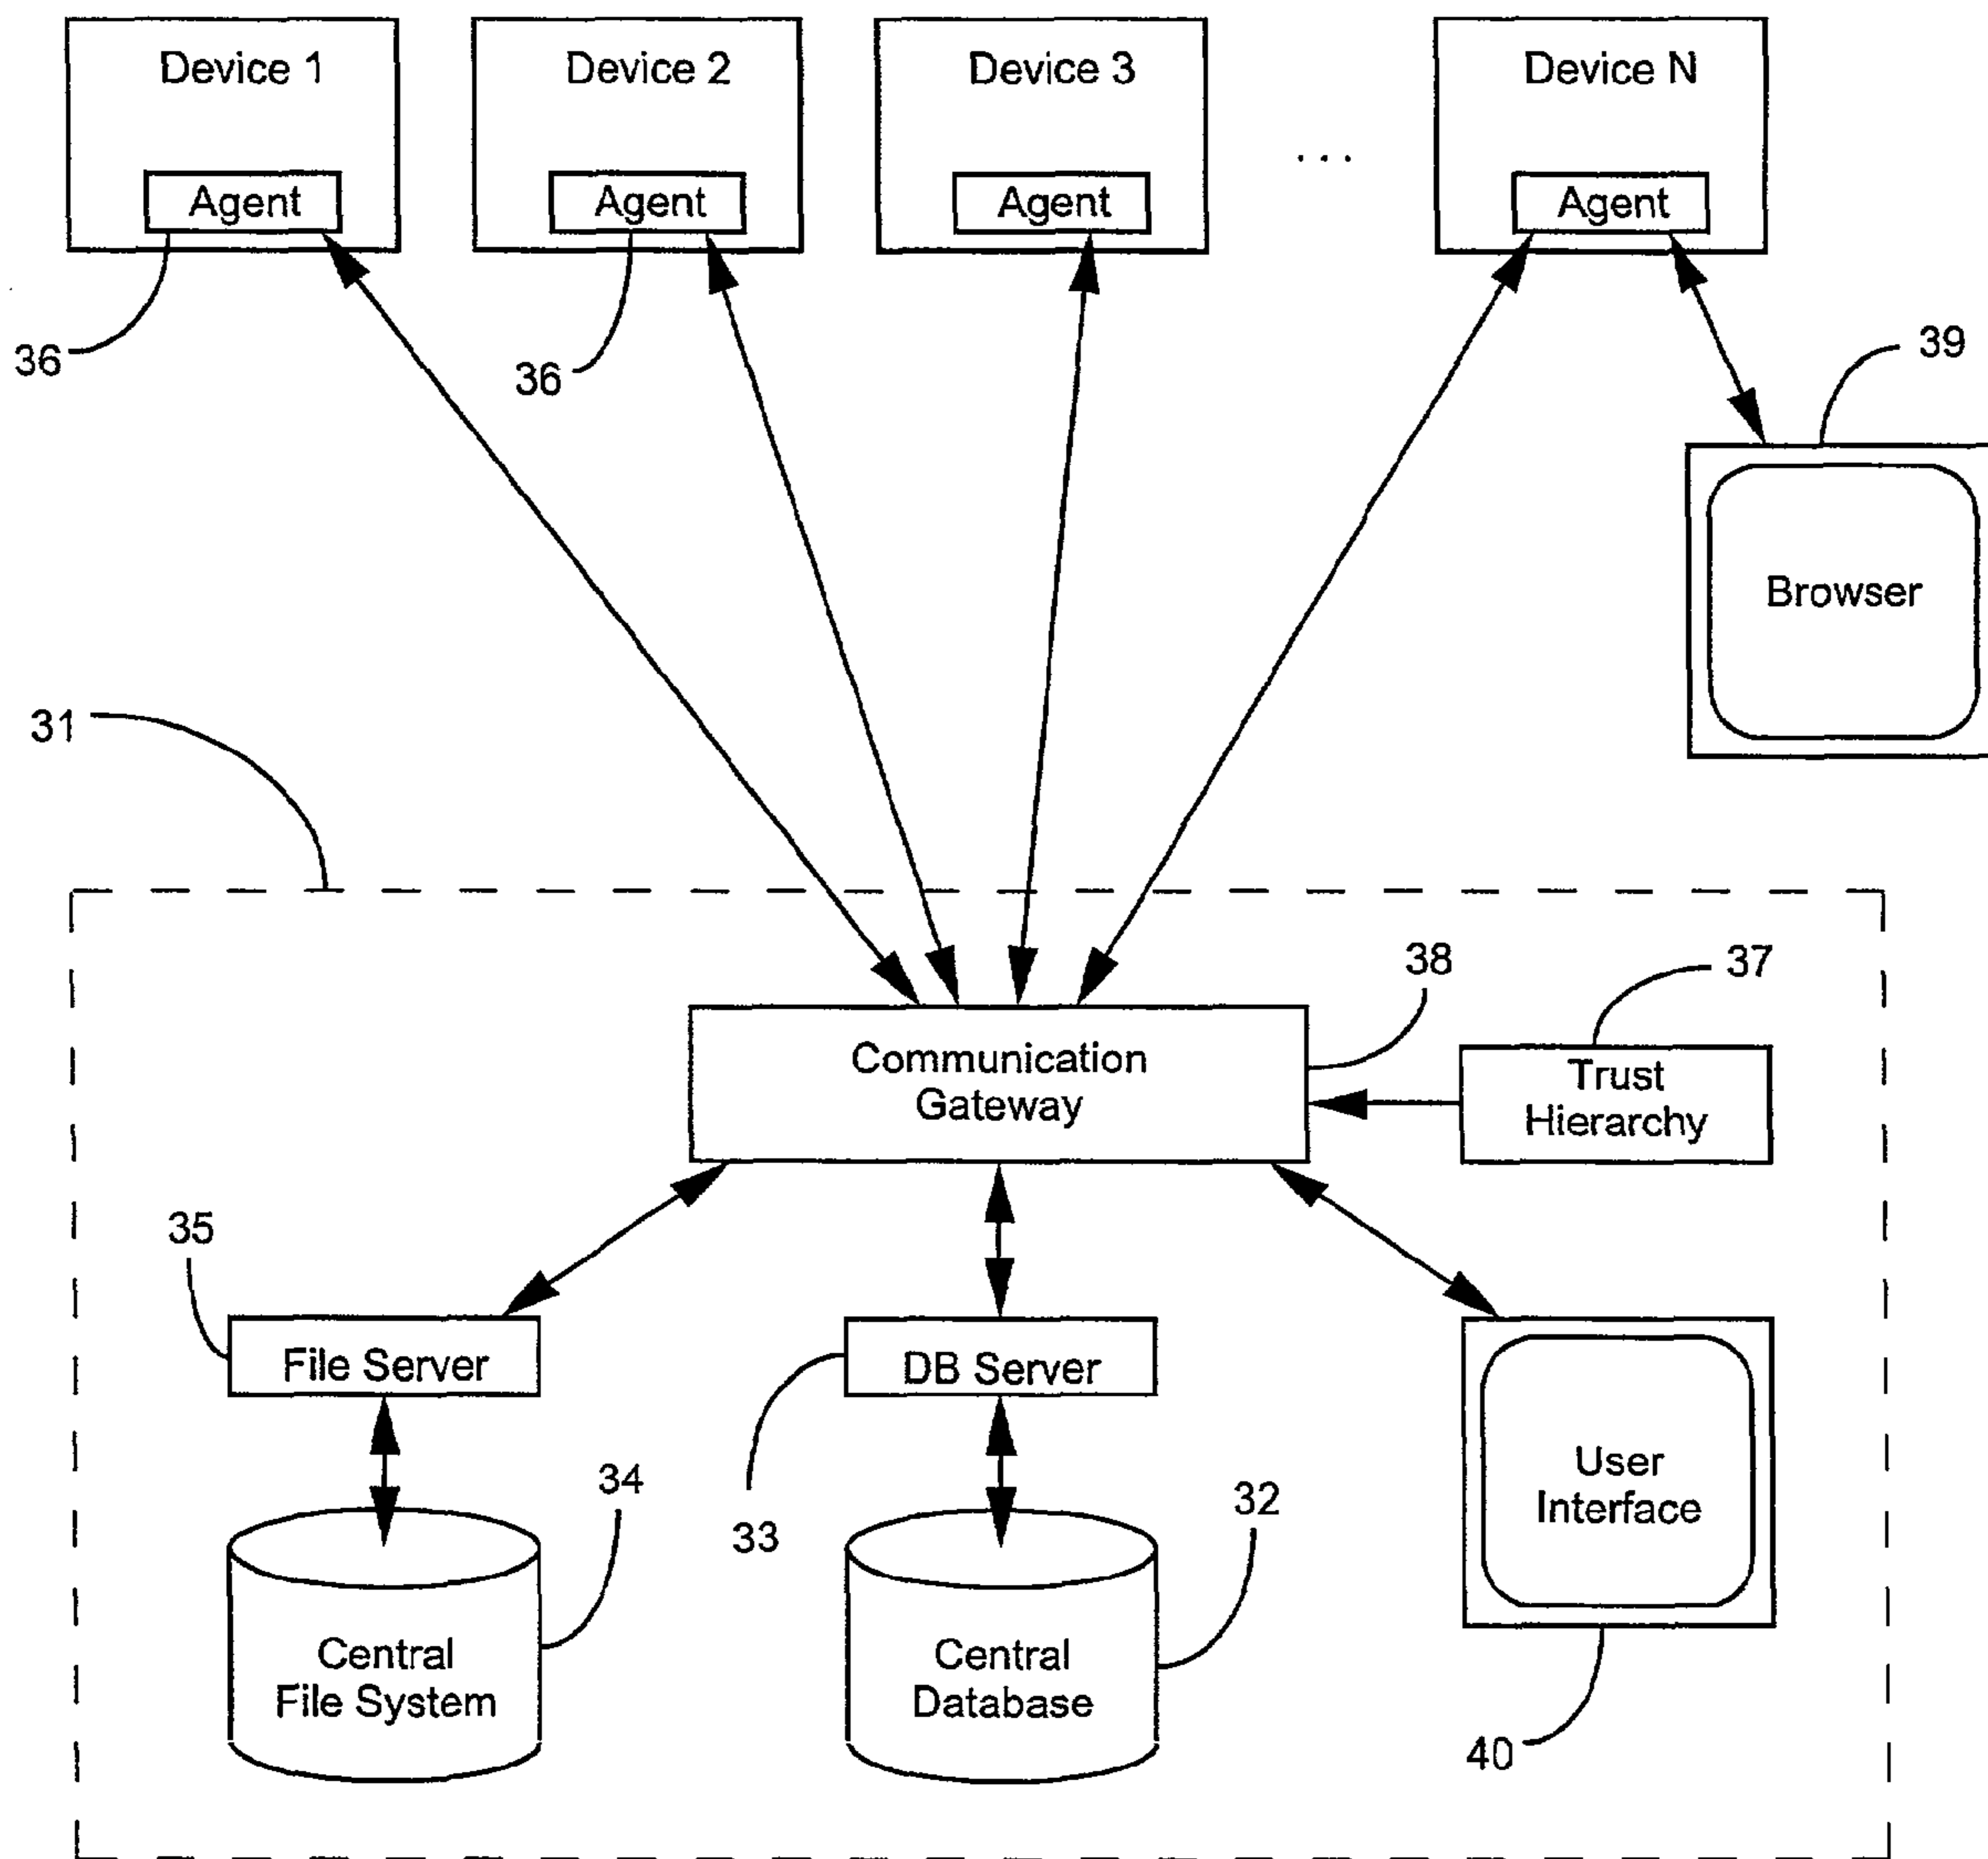 Device 1
Device 2
Device 3
Device N
...
Agent
Agent
Agent
Agent
36
36
39
Browser
31
38
37
Communication
Gateway
Trust
Hierarchy
35
File Server
DB Server
33
34
32
User
Interface
Central
File System
Central
Database
40